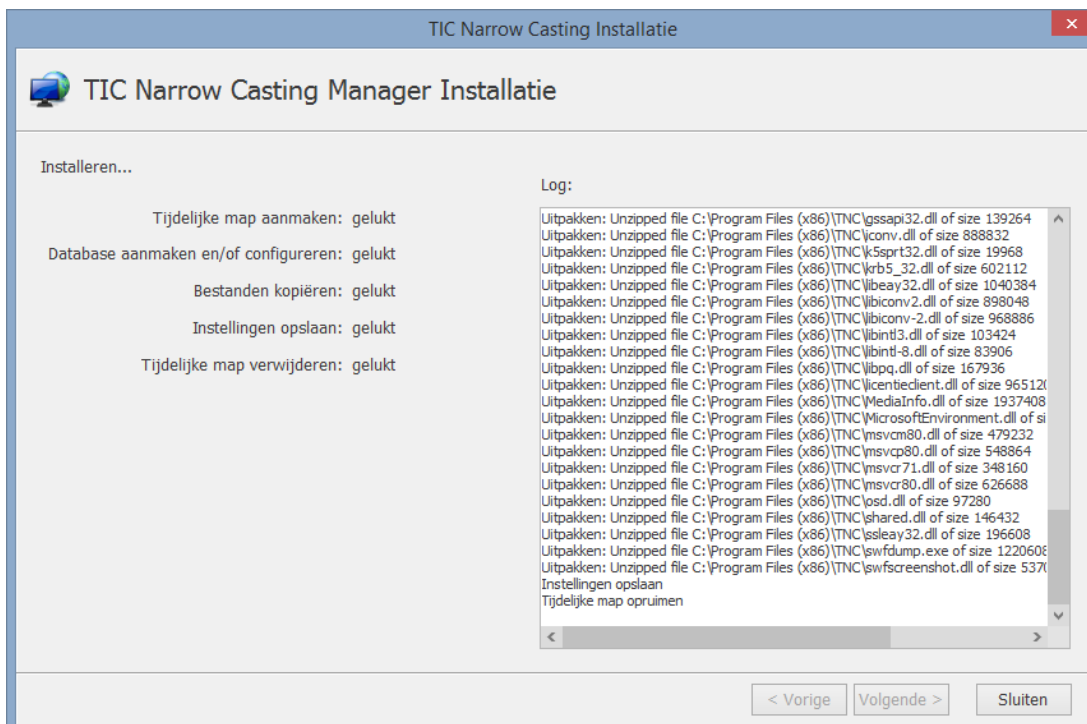 TIC Narrow Casting Installatie
TIC Narrow Casting Manager Installatie
Installeren...
Tijdelijke map aanmaken: gelukt
Database aanmaken en/of configureren: gelukt
Bestanden kopiëren: gelukt
Instellingen opslaan: gelukt
Tijdelijke map verwijderen: gelukt
Log:
Uitpakken: Unzipped file C:\Program Files (x86)\TNC\gssapi32.dll of size 139264
Uitpakken: Unzipped file C:\Program Files (x86)\TNC\iconv.dll of size 888832
Uitpakken: Unzipped file C:\Program Files (x86)\TNC\k5sprt32.dll of size 19968
Uitpakken: Unzipped file C:\Program Files (x86)\TNC\krb5_32.dll of size 602112
Uitpakken: Unzipped file C:\Program Files (x86)\TNC\libeay32.dll of size 1040384
Uitpakken: Unzipped file C:\Program Files (x86)\TNC\libiconv2.dll of size 898048
Uitpakken: Unzipped file C:\Program Files (x86)\TNC\libiconv-2.dll of size 968886
Uitpakken: Unzipped file C:\Program Files (x86)\TNC\libintl3.dll of size 103424
Uitpakken: Unzipped file C:\Program Files (x86)\TNC\libintl-8.dll of size 83906
Uitpakken: Unzipped file C:\Program Files (x86)\TNC\libpq.dll of size 167936
Uitpakken: Unzipped file C:\Program Files (x86)\TNC\licentieclient.dll of size 965120
Uitpakken: Unzipped file C:\Program Files (x86)\TNC\MediaInfo.dll of size 1937408
Uitpakken: Unzipped file C:\Program Files (x86)\TNC\MicrosoftEnvironment.dll of si
Uitpakken: Unzipped file C:\Program Files (x86)\TNC\msvcm80.dll of size 479232
Uitpakken: Unzipped file C:\Program Files (x86)\TNC\msvcp80.dll of size 548864
Uitpakken: Unzipped file C:\Program Files (x86)\TNC\msvcr71.dll of size 348160
Uitpakken: Unzipped file C:\Program Files (x86)\TNC\msvcr80.dll of size 626688
Uitpakken: Unzipped file C:\Program Files (x86)\TNC\osd.dll of size 97280
Uitpakken: Unzipped file C:\Program Files (x86)\TNC\shared.dll of size 146432
Uitpakken: Unzipped file C:\Program Files (x86)\TNC\ssleay32.dll of size 196608
Uitpakken: Unzipped file C:\Program Files (x86)\TNC\swfdump.exe of size 1220608
Uitpakken: Unzipped file C:\Program Files (x86)\TNC\swfscreenshot.dll of size 5370
Instellingen opslaan
Tijdelijke map opruimen
< Vorige
Volgende >
Sluiten